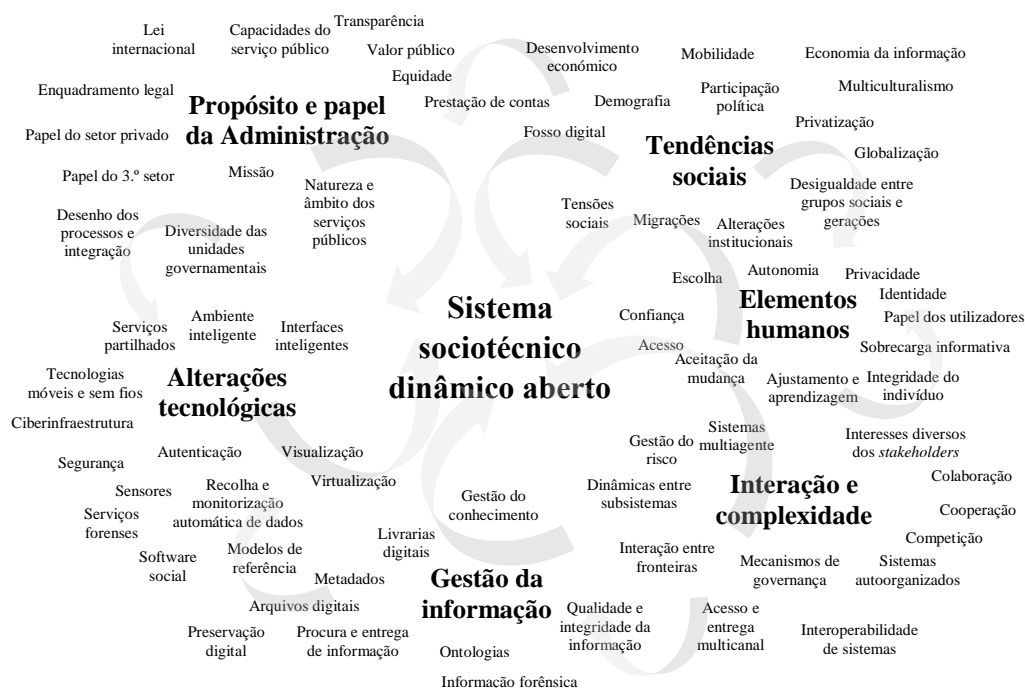 Lei
internacional
Capacidades do
serviço público
Transparência
Valor público
Equidade
Prestação de contas
Enquadramento legal
Propósito e papel
da Administração
Papel do setor privado
Papel do 3.º setor
Missão
Natureza e
âmbito dos
serviços
públicos
Desenho dos
processos e
integração
Diversidade das
unidades
governamentais
Desenvolvimento
económico
Mobilidade
Economia da informação
Participação
política
Multiculturalismo
Demografia
Fosso digital
Privatização
Tendências
sociais
Globalização
Desigualdade entre
grupos sociais e
gerações
Tensões
sociais
Migrações
Alterações
institucionais
Escolha
Autonomia
Privacidade
Identidade
Elementos
humanos
Papel dos utilizadores
Confiança
Acesso
Sobrecarga informativa
Aceitação da
mudança
Ajustamento e
aprendizagem
Integridade do
indivíduo
Sistema
sociotécnico
dinâmico aberto
Serviços
partilhados
Ambiente
inteligente
Interfaces
inteligentes
Tecnologias
móveis e sem fios
Alterações
tecnológicas
Ciberinfraestrutura
Autenticação
Visualização
Segurança
Virtualização
Sensores
Recolha e
monitorização
automática de dados
Serviços
forenses
Software
social
Modelos de
referência
Gestão do
conhecimento
Livrarias
digitais
Metadados
Gestão da
informação
Arquivos digitais
Preservação
digital
Procura e entrega
de informação
Ontologias
Qualidade e
integridade da
informação
Informação forênsica
Sistemas
multiagente
Gestão do
risco
Interesses diversos
dos stakeholders
Dinâmicas entre
subsistemas
Interação e
complexidade
Colaboração
Cooperação
Competição
Interação entre
fronteiras
Mecanismos de
governança
Sistemas
autoorganizados
Acesso e
entrega
multicanal
Interoperabilidade
de sistemas